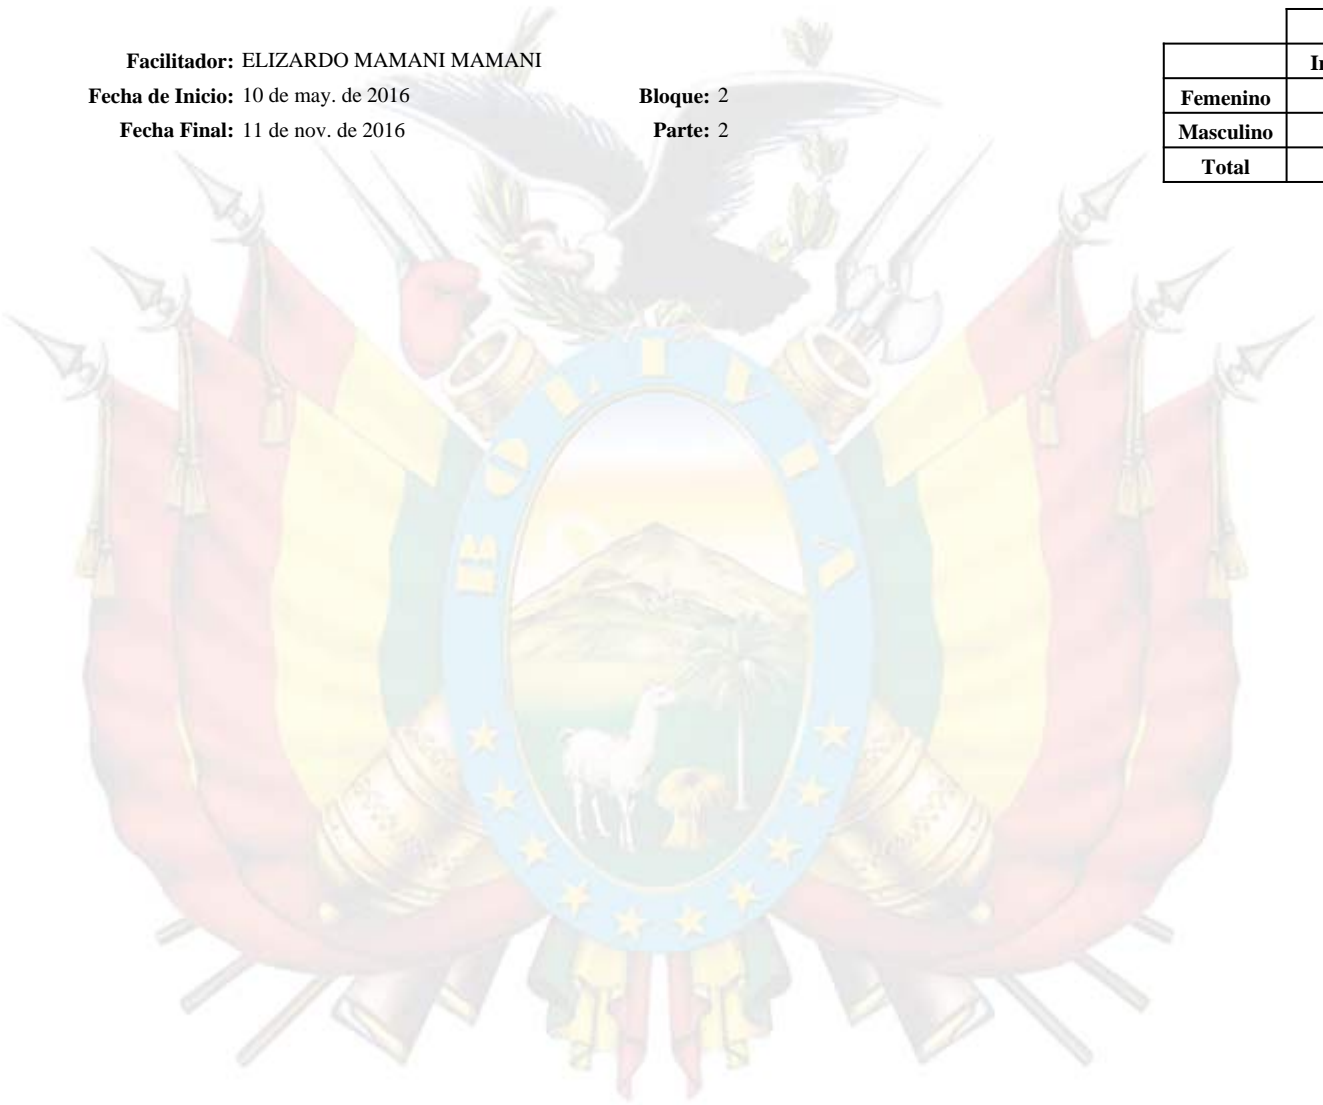 Facilitador: ELIZARDO MAMANI MAMANI
Fecha de Inicio: 10 de may. de 2016 Bloque: 2
Fecha Final: 11 de nov. de 2016 Parte: 2
Femenino
Masculino
Total
BOLIVIA